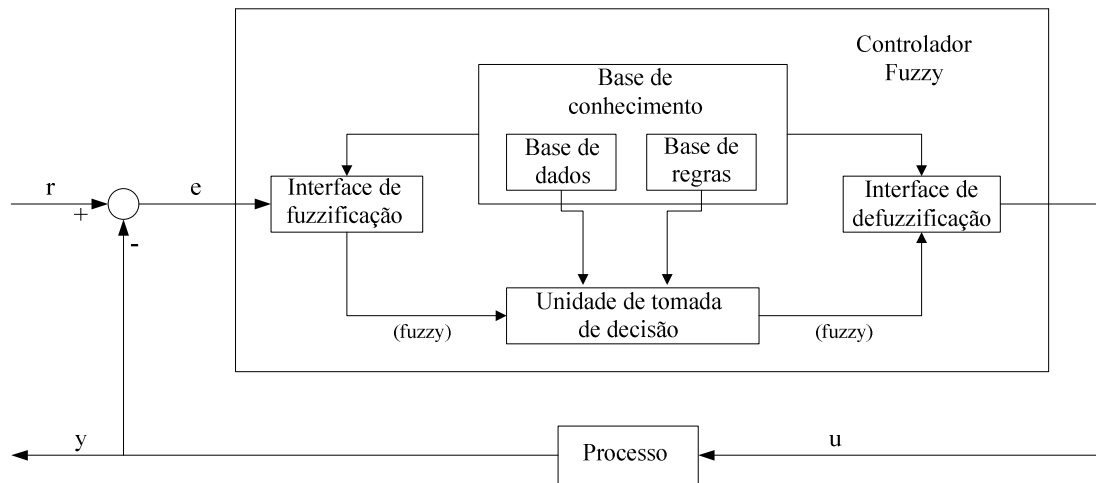 Controlador
Fuzzy
Base de
conhecimento
Base de
dados
Base de
regras
r
+
-
e
Interface de
fuzzificação
Interface de
defuzzificação
Unidade de tomada
de decisão
(fuzzy)
(fuzzy)
y
Processo
u